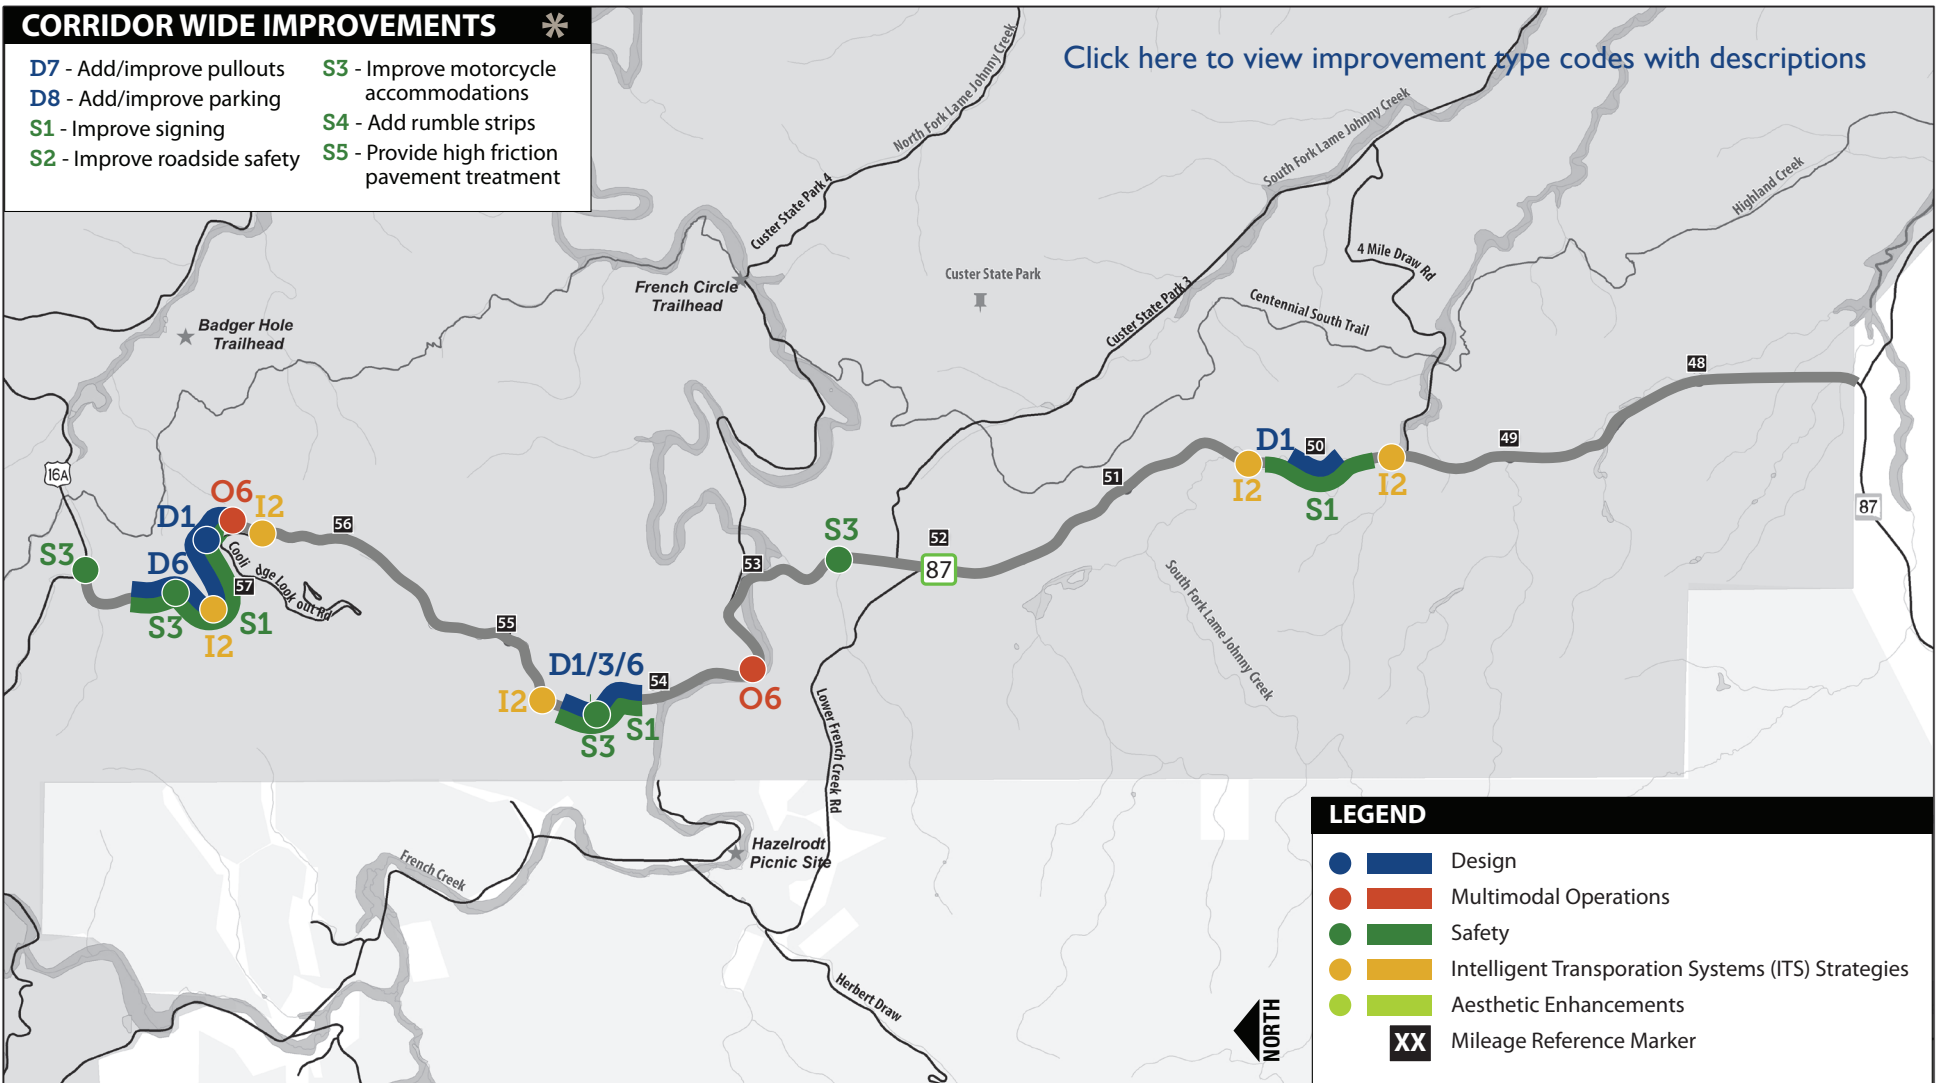 CORRIDOR WIDE IMPROVEMENTS *
D7 - Add/improve pullouts
D8 - Add/improve parking
S1 - Improve signing
S2 - Improve roadside safety
S3 - Improve motorcycle
accommodations
S4 - Add rumble strips
S5 - Provide high friction
pavement treatment
Click here to view improvement type codes with descriptions
North Fork Lame Johnny Creek
South Fork Lame Johnny Creek
Highland Creek
Custer State Park 4
4 Mile Draw Rd
Custer State Park
French Circle
Trailhead
Custer State Park 3
Centennial South Trail
Badger Hole
Trailhead
48
49
D1
50
I2
S1
I2
51
16A
87
O6
I2
D1
56
S3
D6
Coolidge Lookout Rd
57
S3
S1
I2
S3
52
87
53
55
D1/3/6
54
I2
S1
S3
O6
South Fork Lame Johnny Creek
Lower French Creek Rd
Hazelrodt
Picnic Site
French Creek
Herbert Draw
NORTH
LEGEND
Design
Multimodal Operations
Safety
Intelligent Transporation Systems (ITS) Strategies
Aesthetic Enhancements
XX Mileage Reference Marker